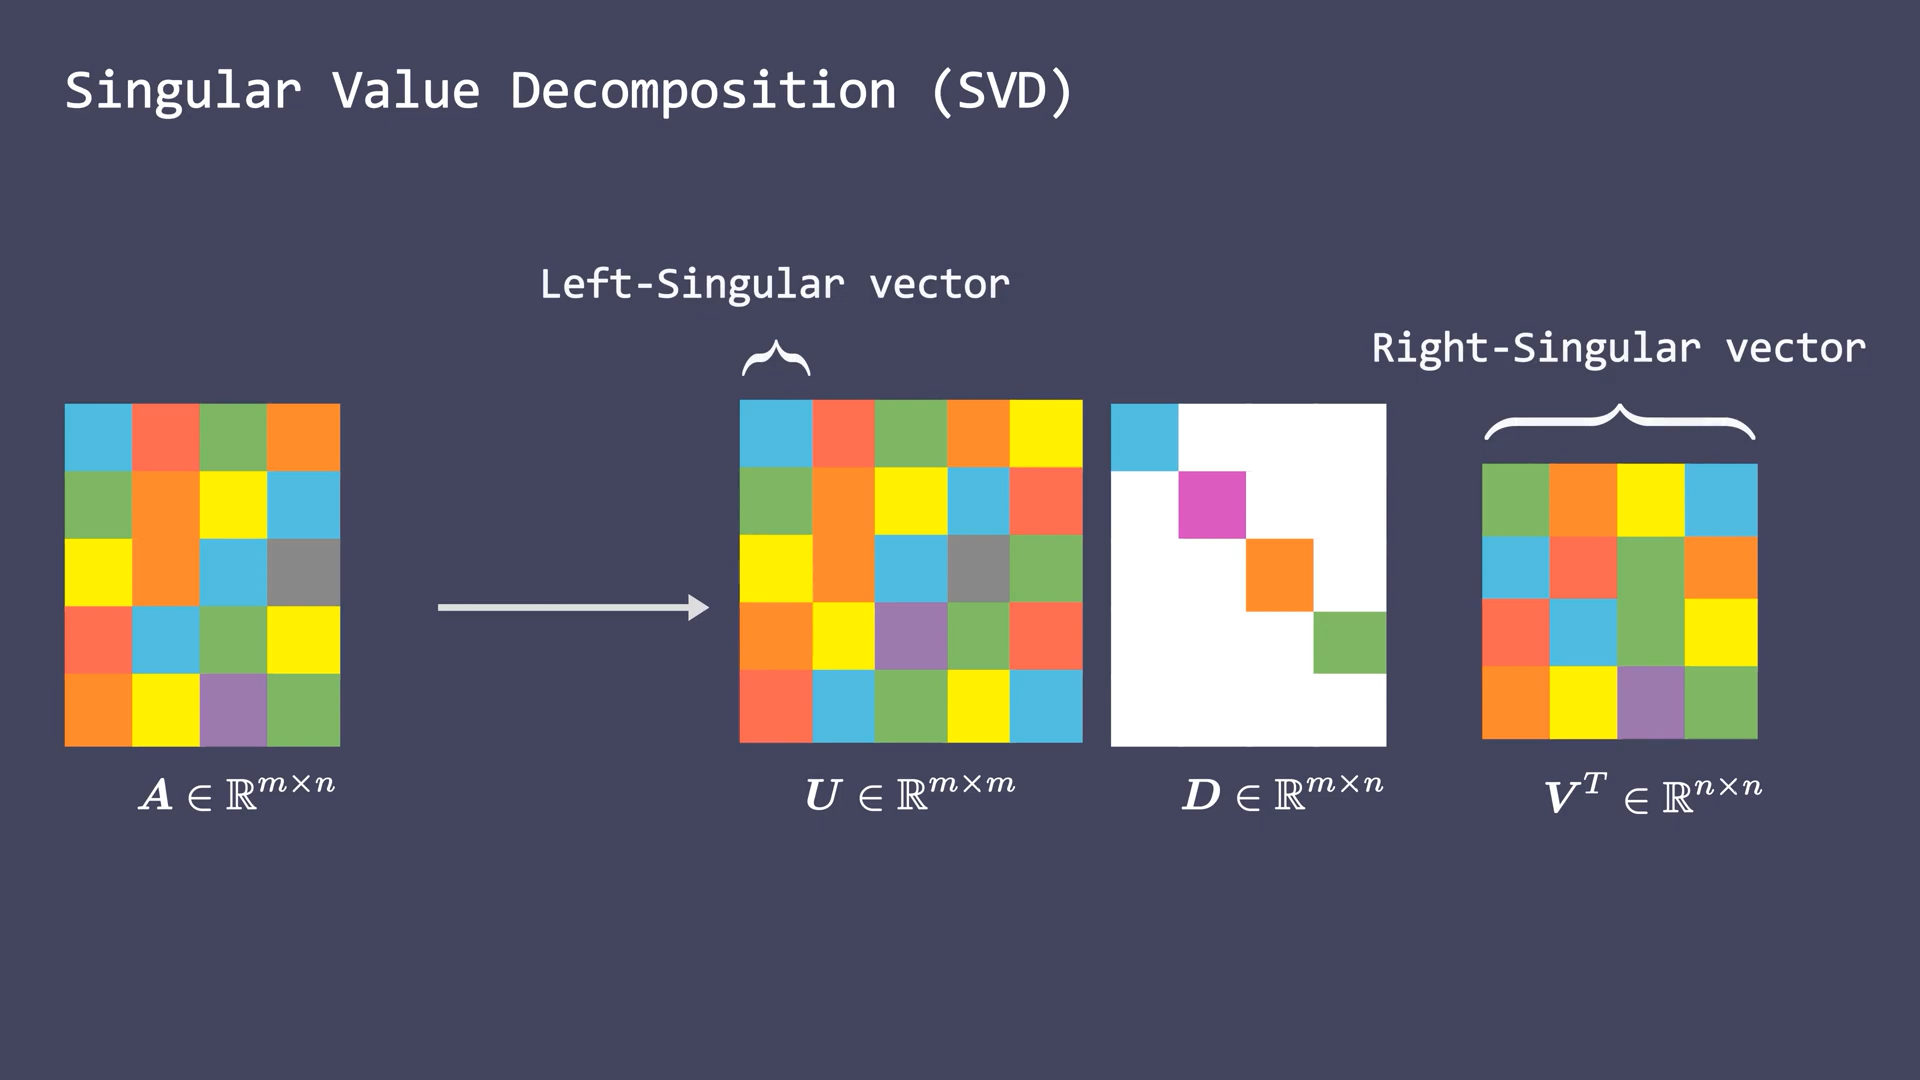 Singular Value Decomposition (SVD)
Left-Singular vector
Right-Singular vector
A ∈ ℝ^{m×n}
U ∈ ℝ^{m×m}
D ∈ ℝ^{m×n}
V^T ∈ ℝ^{n×n}